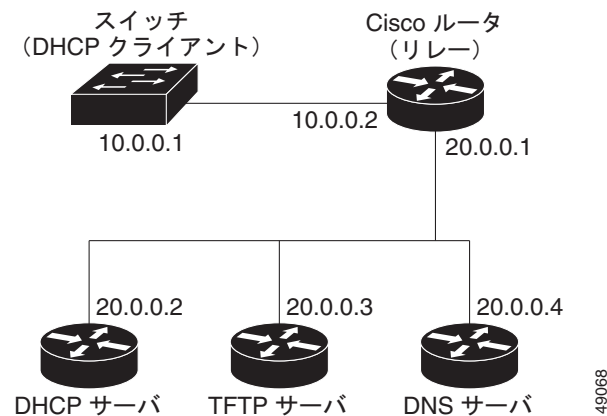 スイッチ
(DHCP クライアント)
Cisco ルータ
(リレー)
10.0.0.1
10.0.0.2
20.0.0.1
20.0.0.2
20.0.0.3
20.0.0.4
DHCP サーバ
TFTP サーバ
DNS サーバ
49068